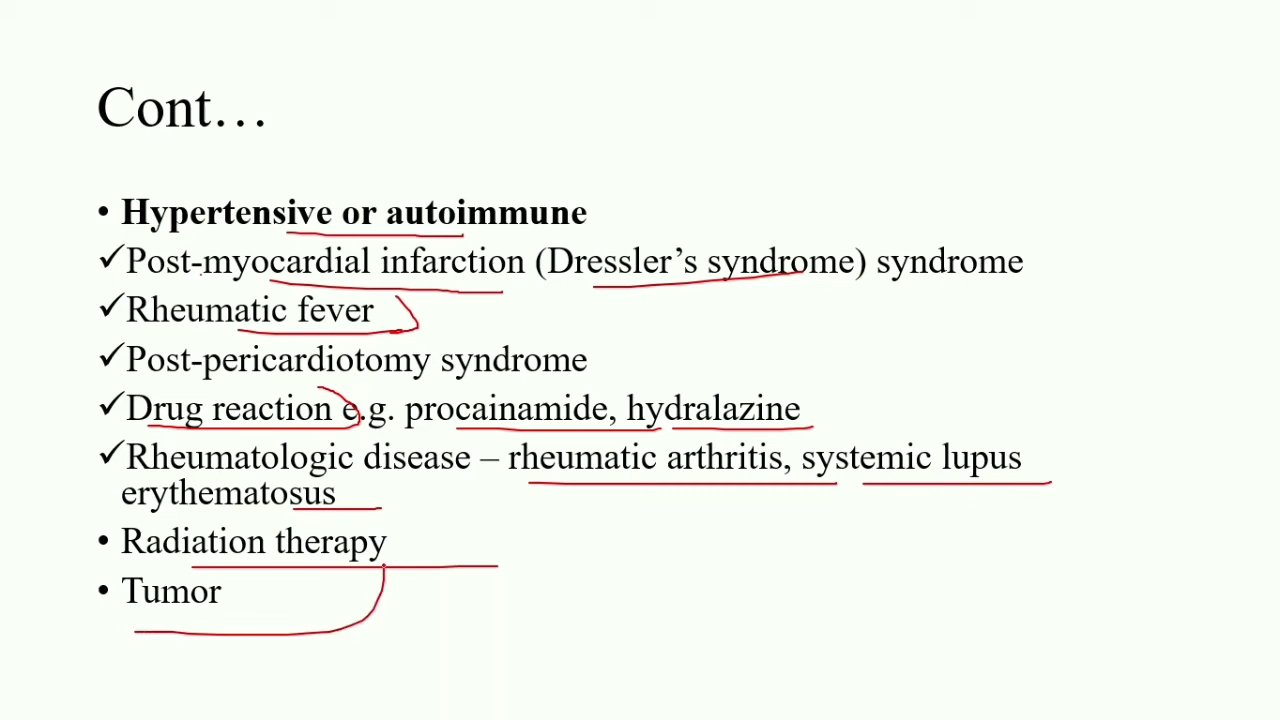 Cont…
• Hypertensive or autoimmune
✓Post-myocardial infarction (Dressler’s syndrome) syndrome
✓Rheumatic fever
✓Post-pericardiotomy syndrome
✓Drug reaction e.g. procainamide, hydralazine
✓Rheumatologic disease – rheumatic arthritis, systemic lupus
erythematosus
• Radiation therapy
• Tumor